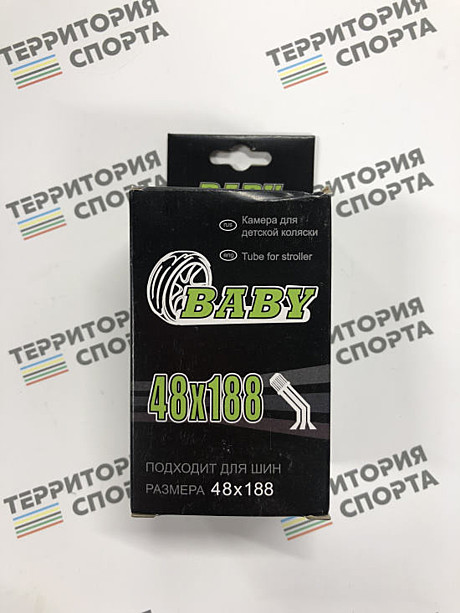 ТЕРРИТОРИЯ
СПОРТА
ТЕРРИТОРИЯ
СПОРТА
ТЕРРИТОРИЯ
СПОРТА
ТЕРРИТОРИЯ
СПОРТА
BABY
RUS Камера для
детской коляски
ENG Tube for stroller
BABY
48x188
ПОДХОДИТ ДЛЯ ШИН
РАЗМЕРА 48x188
ТЕРРИТОРИЯ
СПОРТА
ТЕРРИТОРИЯ
СПОРТА
ТЕРРИТОРИЯ
СПОРТА
ТЕРРИТОРИЯ
СПОРТА